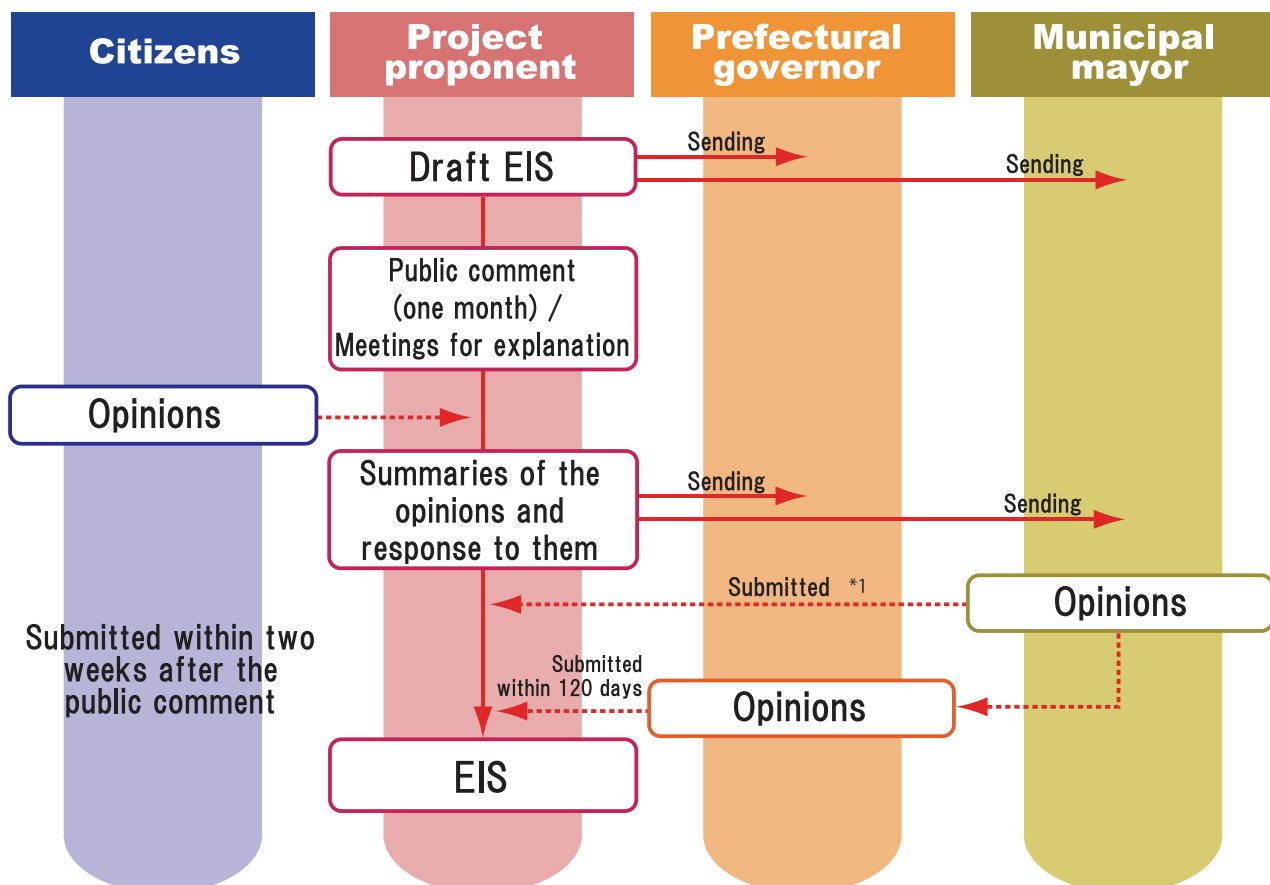 Citizens
Project
proponent
Prefectural
governor
Municipal
mayor
Draft EIS
Sending
Sending
Public comment
(one month) /
Meetings for explanation
Opinions
Summaries of the
opinions and
response to them
Sending
Sending
Submitted *1
Opinions
Submitted within two
weeks after the
public comment
Submitted
within 120 days
Opinions
EIS